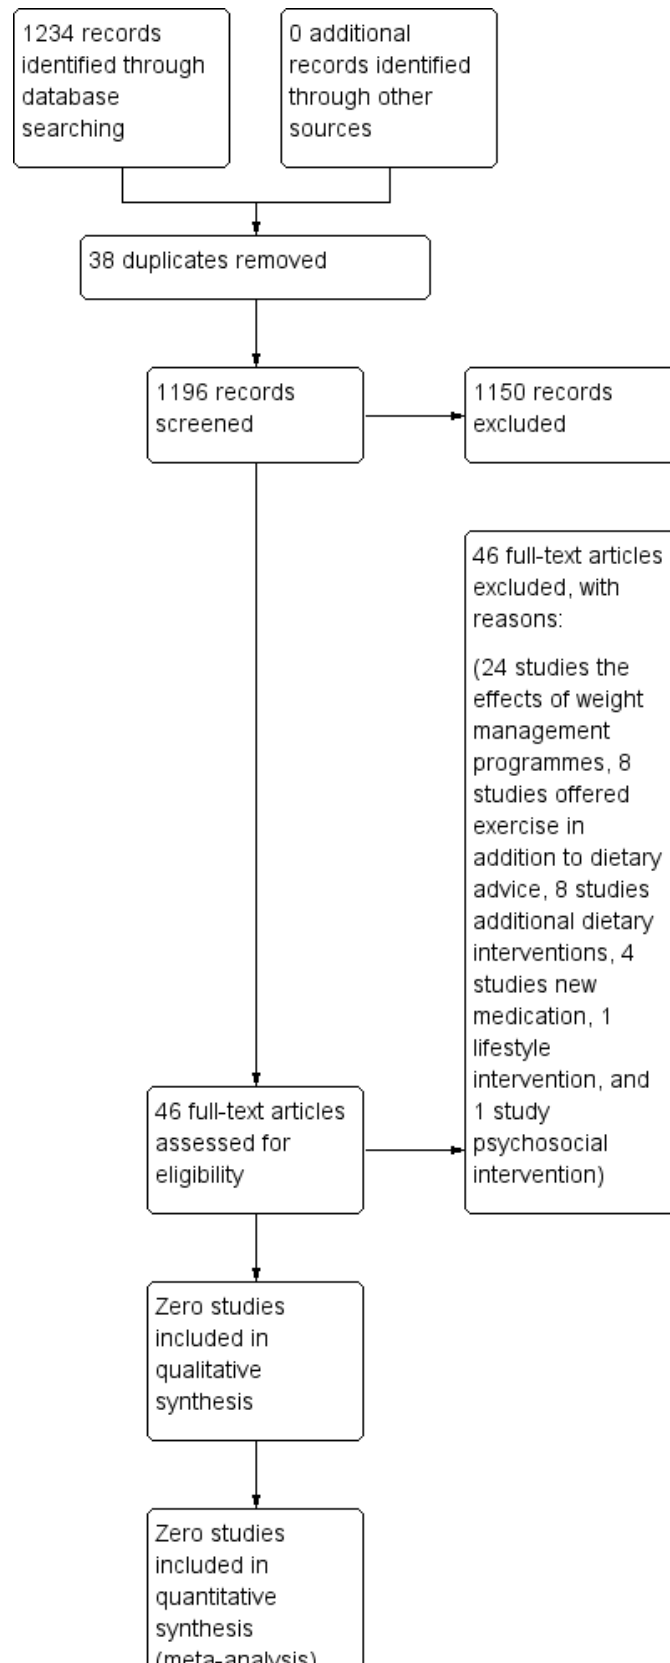 1234 records
identified through
database
searching
0 additional
records identified
through other
sources
38 duplicates removed
1196 records
screened
1150 records
excluded
46 full-text articles
excluded, with
reasons:
(24 studies the
effects of weight
management
programmes, 8
studies offered
exercise in
addition to dietary
advice, 8 studies
additional dietary
interventions, 4
studies new
medication, 1
lifestyle
intervention, and
1 study
psychosocial
intervention)
46 full-text articles
assessed for
eligibility
Zero studies
included in
qualitative
synthesis
Zero studies
included in
quantitative
synthesis
(meta-analysis)